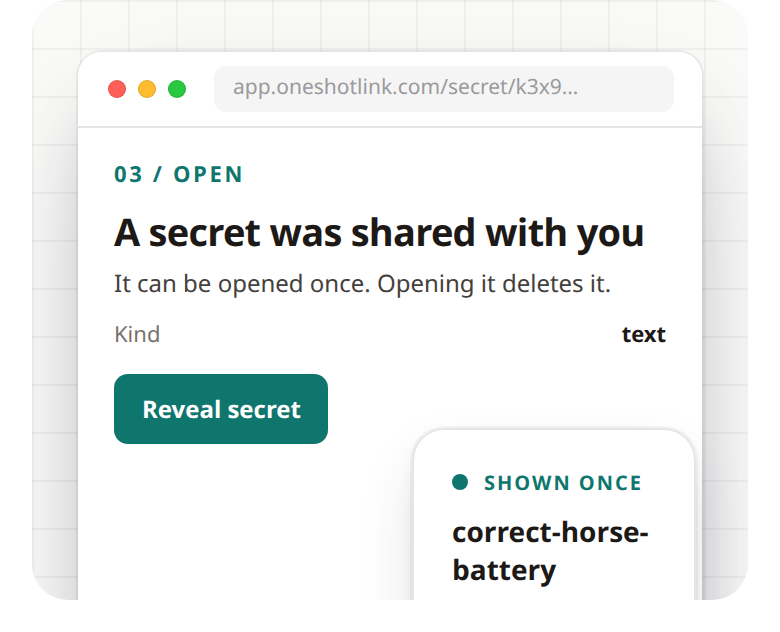 app.oneshotlink.com/secret/k3x9...
03 / OPEN
A secret was shared with you
It can be opened once. Opening it deletes it.
Kind text
Reveal secret
SHOWN ONCE
correct-horse-
battery